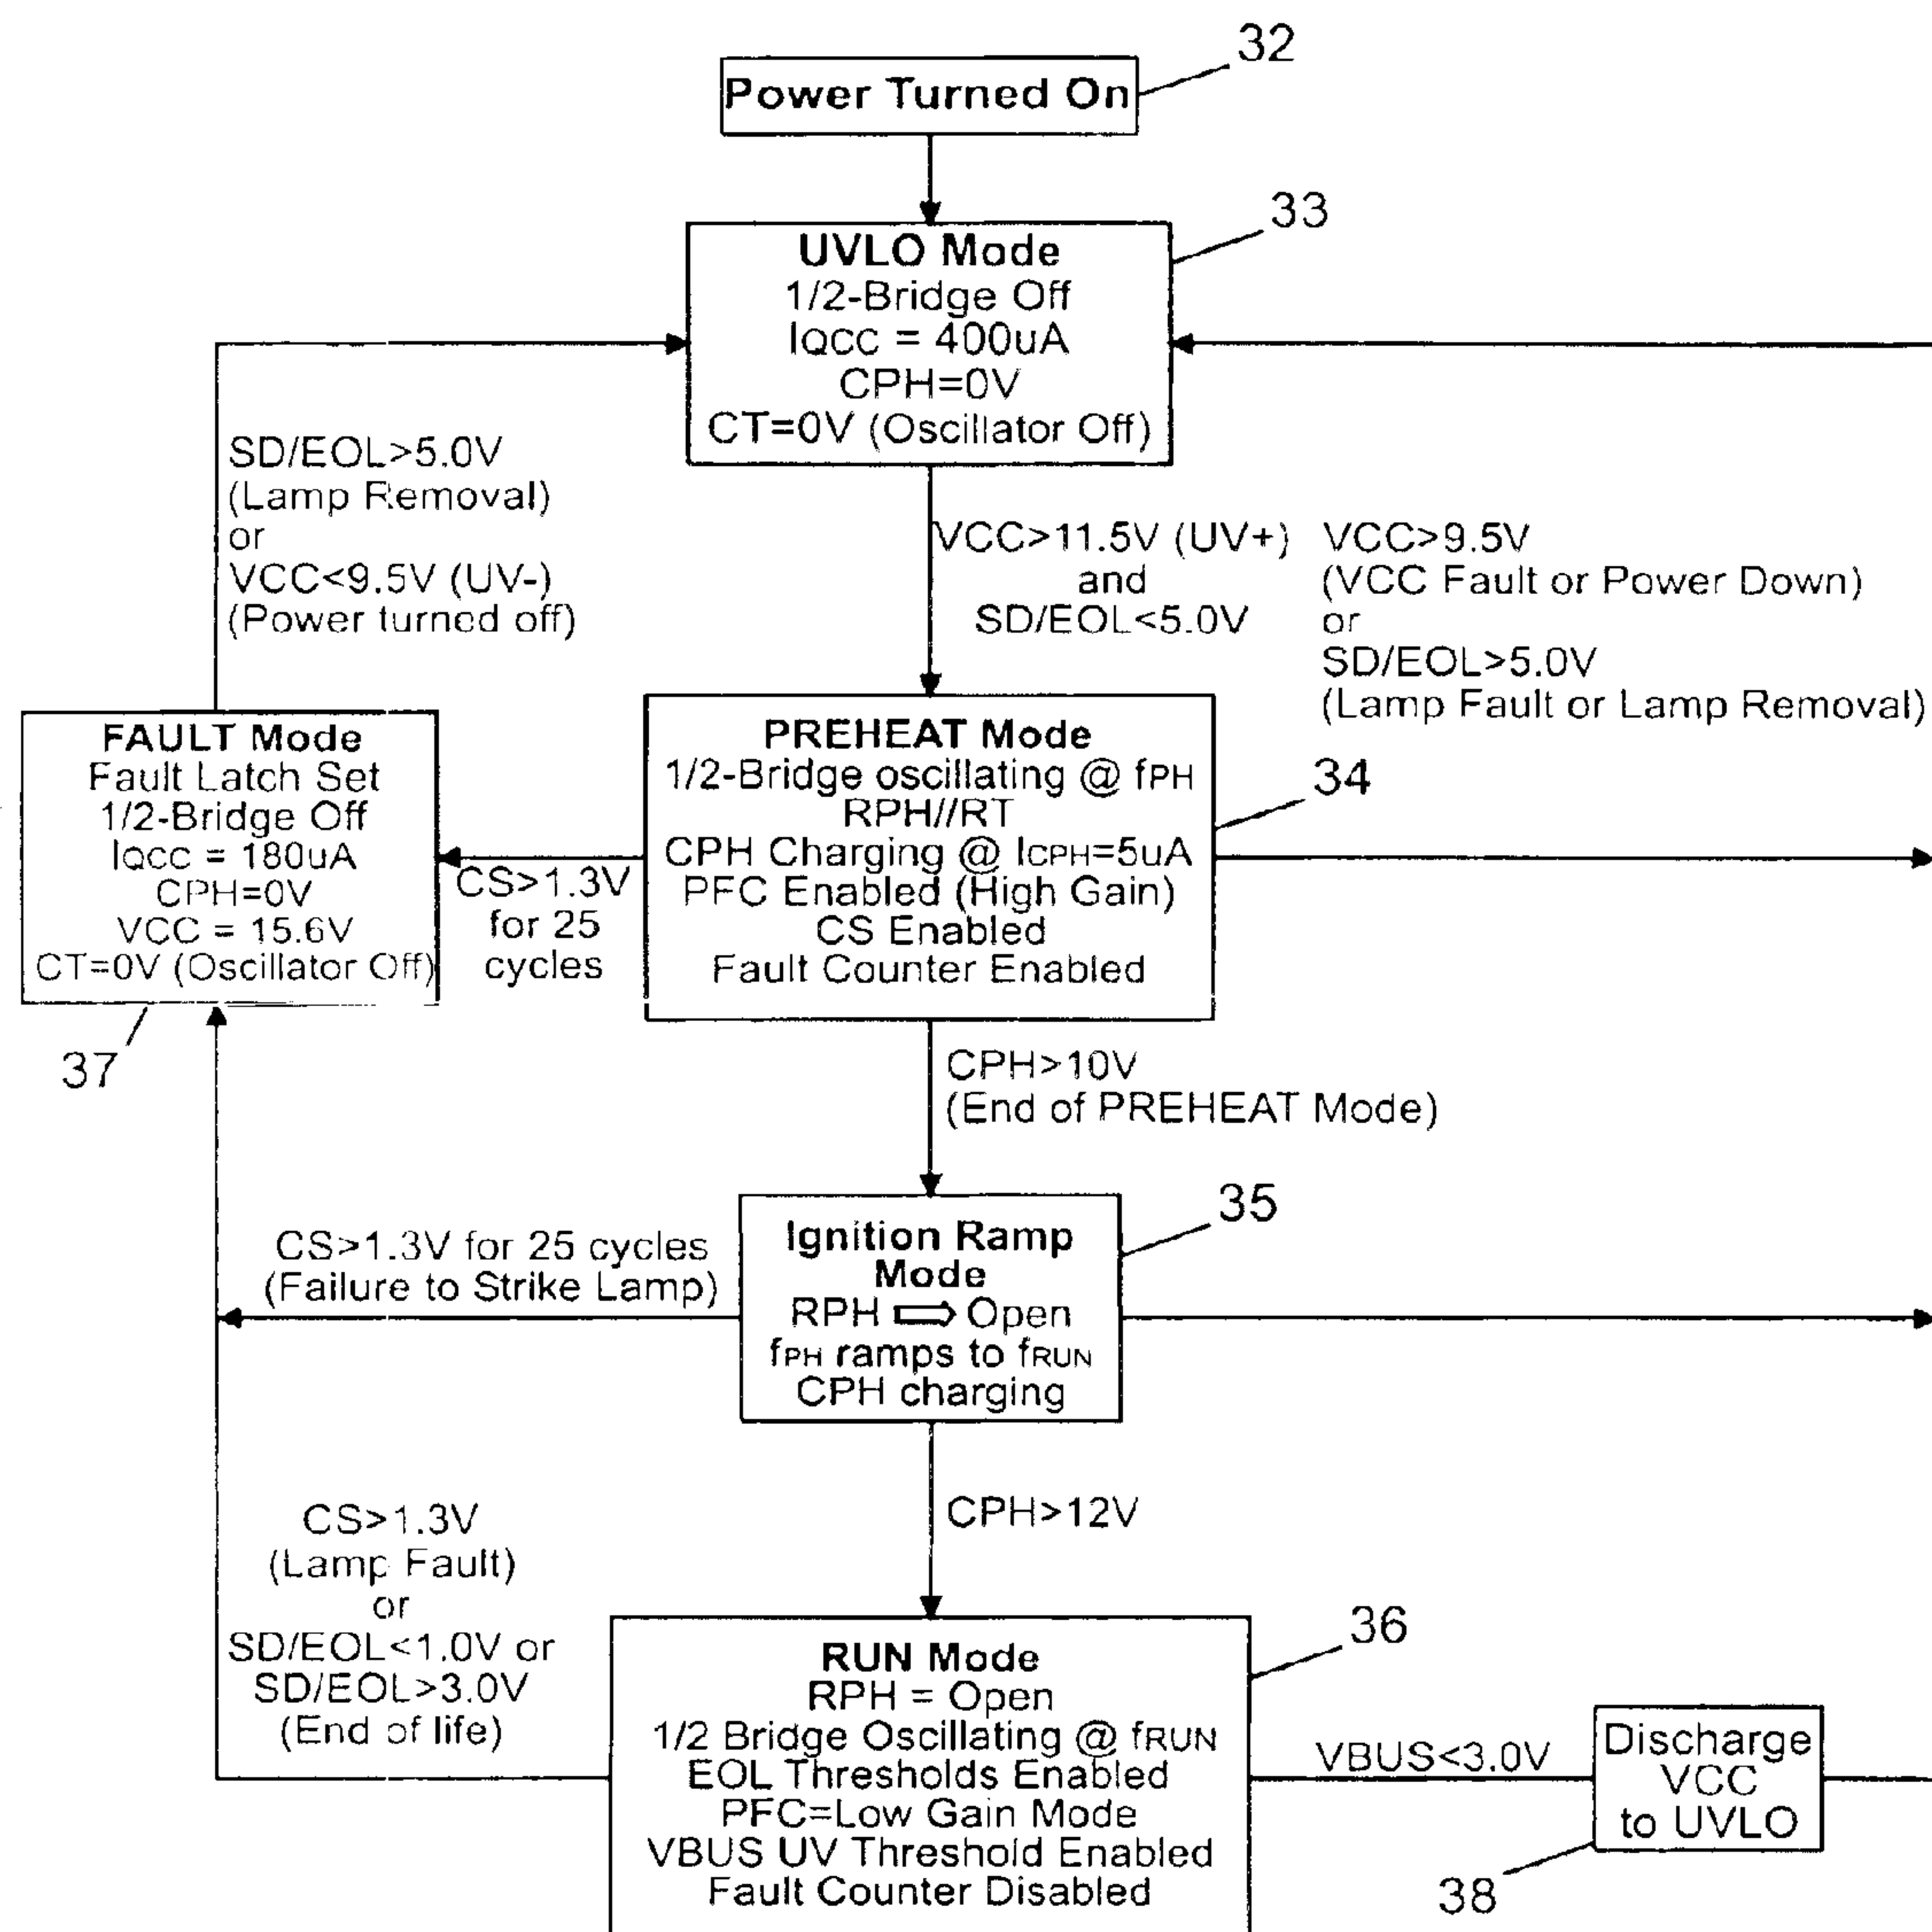 32
Power Turned On
33
UVLO Mode
1/2-Bridge Off
IQCC = 400uA
CPH=0V
CT=0V (Oscillator Off)
SD/EOL>5.0V
(Lamp Removal)
or
VCC<9.5V (UV-)
(Power turned off)
VCC>11.5V (UV+)
and
SD/EOL<5.0V
VCC>9.5V
(VCC Fault or Power Down)
or
SD/EOL>5.0V
(Lamp Fault or Lamp Removal)
FAULT Mode
Fault Latch Set
1/2-Bridge Off
IQCC = 180uA
CPH=0V
VCC = 15.6V
CT=0V (Oscillator Off)
37
CS>1.3V
for 25
cycles
PREHEAT Mode
1/2-Bridge oscillating @ fPH
RPH//RT
CPH Charging @ ICPH=5uA
PFC Enabled (High Gain)
CS Enabled
Fault Counter Enabled
34
CPH>10V
(End of PREHEAT Mode)
35
CS>1.3V for 25 cycles
(Failure to Strike Lamp)
Ignition Ramp
Mode
RPH ⇨ Open
fPH ramps to fRUN
CPH charging
CPH>12V
CS>1.3V
(Lamp Fault)
or
SD/EOL<1.0V or
SD/EOL>3.0V
(End of life)
36
RUN Mode
RPH = Open
1/2 Bridge Oscillating @ fRUN
EOL Thresholds Enabled
PFC=Low Gain Mode
VBUS UV Threshold Enabled
Fault Counter Disabled
VBUS<3.0V
Discharge
VCC
to UVLO
38